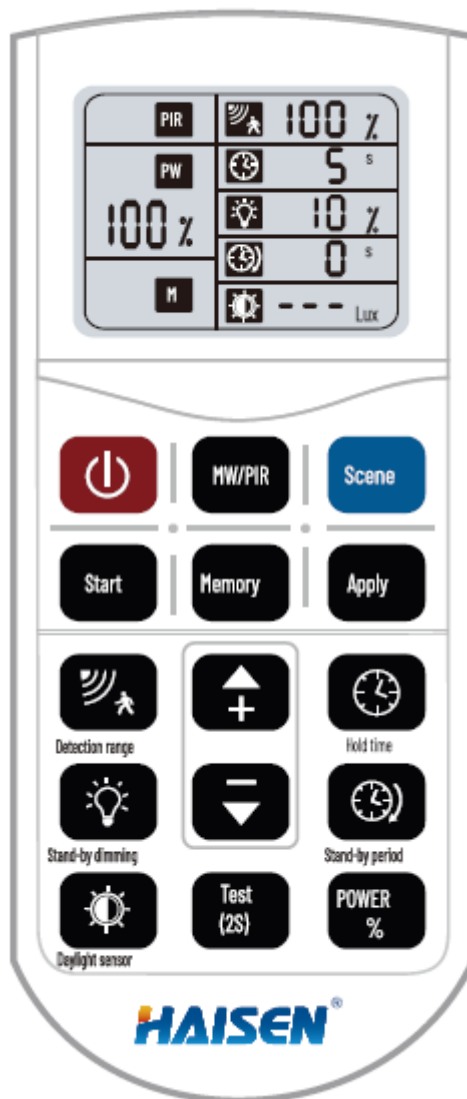 PIR 100 %
PW 5 s
100 % 10 %
0 s
M --- Lux
MW/PIR Scene
Start Memory Apply
Detection range + Hold time
Stand-by dimming − Stand-by period
Test POWER
(2S) %
Daylight sensor
HAISEN®